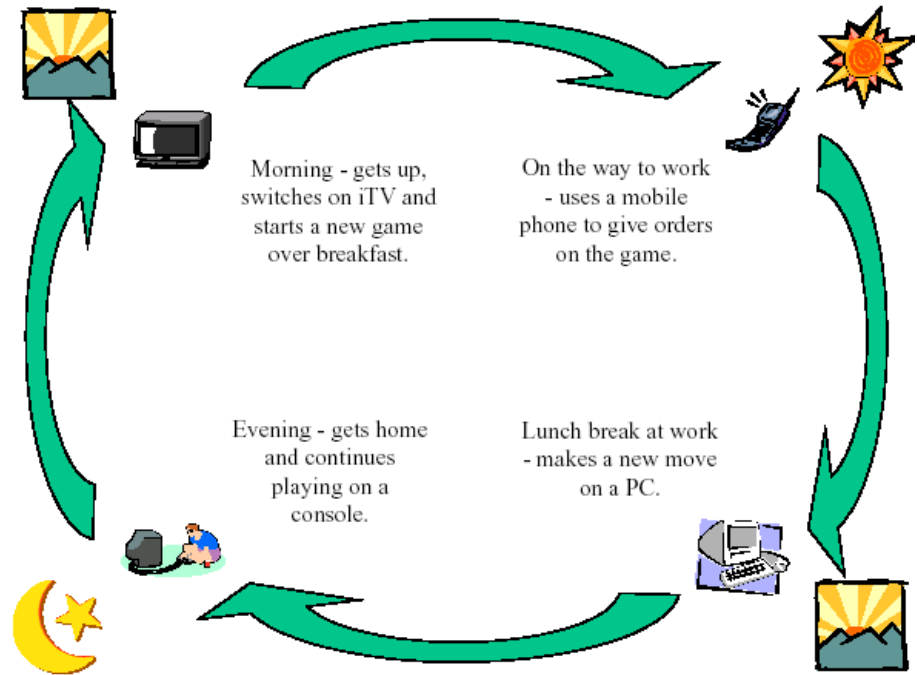 Morning - gets up,
switches on iTV and
starts a new game
over breakfast.
On the way to work
- uses a mobile
phone to give orders
on the game.
Evening - gets home
and continues
playing on a
console.
Lunch break at work
- makes a new move
on a PC.